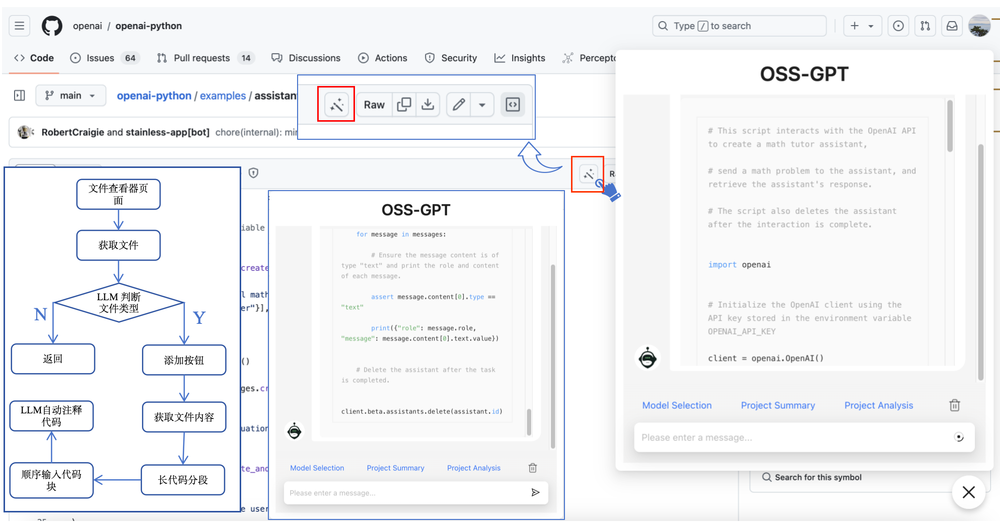 openai / openai-python
Type / to search
Code
Issues 64
Pull requests 14
Discussions
Actions
Security
Insights
main
openai-python / examples /
Raw
RobertCraigie and stainless-app[bot] chore(internal):
文件查看器页
面
获取文件
LLM 判断
文件类型
N
Y
返回
添加按钮
LLM自动注释
代码
获取文件内容
顺序输入代码
块
长代码分段
create
l math
er"}],
()
ges.cr
uation
te_and
e user
OSS-GPT
for message in messages:
# Ensure the message content is of
type "text" and print the role and content
of each message.
assert message.content[0].type ==
"text"
print({"role": message.role,
"message": message.content[0].text.value})
# Delete the assistant after the task
is completed.
client.beta.assistants.delete(assistant.id)
Model Selection
Project Summary
Project Analysis
Please enter a message...
OSS-GPT
# This script interacts with the OpenAI API
to create a math tutor assistant,
# send a math problem to the assistant, and
retrieve the assistant's response.
# The script also deletes the assistant
after the interaction is complete.
import openai
# Initialize the OpenAI client using the
API key stored in the environment variable
OPENAI_API_KEY
client = openai.OpenAI()
Model Selection
Project Summary
Project Analysis
Please enter a message...
Search for this symbol